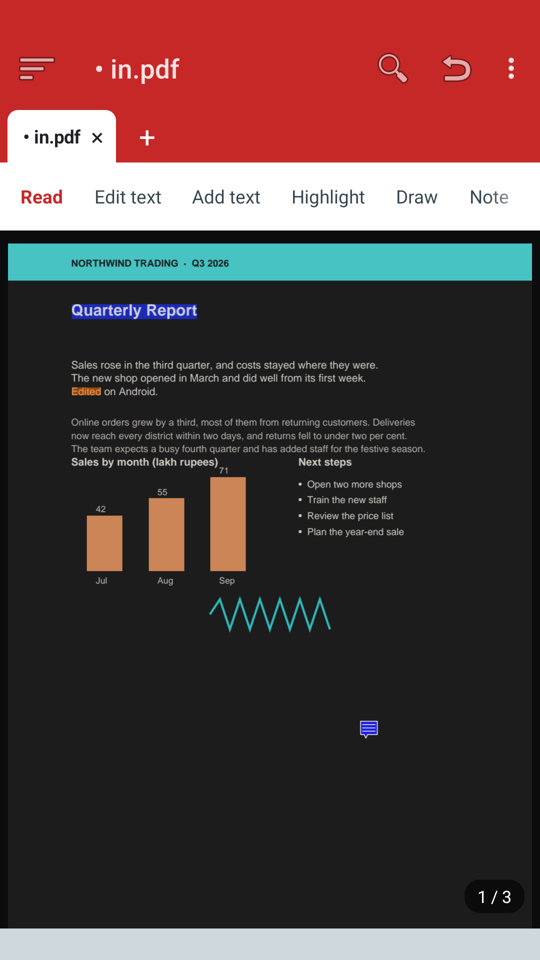 • in.pdf
• in.pdf × +
Read Edit text Add text Highlight Draw Note
NORTHWIND TRADING - Q3 2026
Quarterly Report
Sales rose in the third quarter, and costs stayed where they were.
The new shop opened in March and did well from its first week.
Edited on Android.
Online orders grew by a third, most of them from returning customers. Deliveries
now reach every district within two days, and returns fell to under two per cent.
The team expects a busy fourth quarter and has added staff for the festive season.
Sales by month (lakh rupees)
71
55
42
Jul Aug Sep
Next steps
• Open two more shops
• Train the new staff
• Review the price list
• Plan the year-end sale
1 / 3